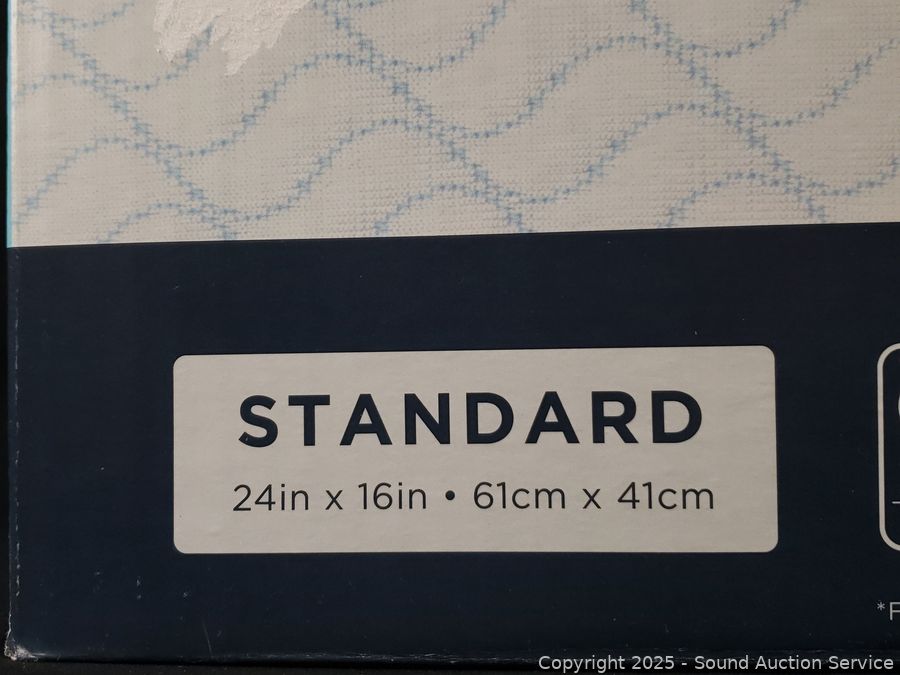 STANDARD
24in x 16in • 61cm x 41cm
*F
Copyright 2025 - Sound Auction Service